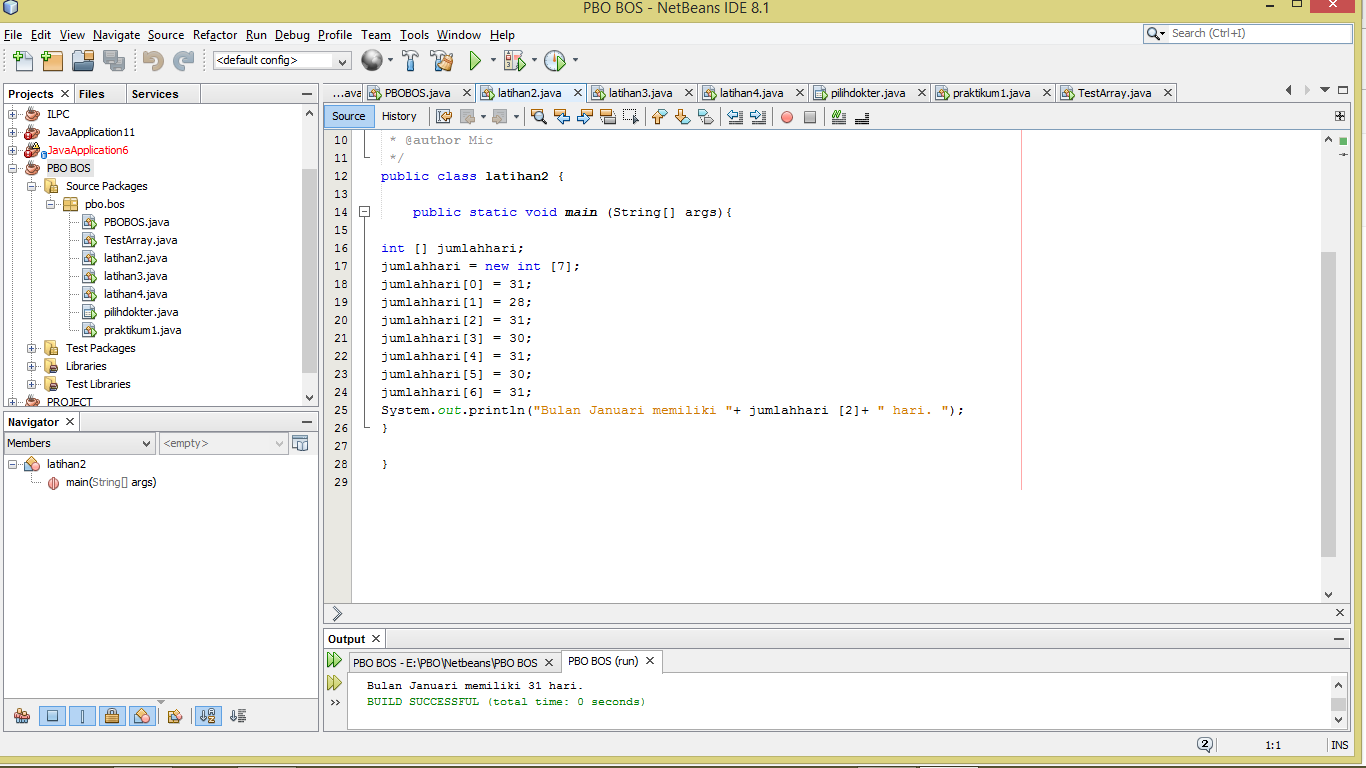 PBO BOS - NetBeans IDE 8.1
File Edit View Navigate Source Refactor Run Debug Profile Team Tools Window Help
Search (Ctrl+I)
<default config>
Projects Files Services
ILPC
JavaApplication11
JavaApplication6
PBO BOS
Source Packages
pbo.bos
PBOBOS.java
TestArray.java
latihan2.java
latihan3.java
latihan4.java
pilihdokter.java
praktikum1.java
Test Packages
Libraries
Test Libraries
PROJECT
Navigator
Members <empty>
latihan2
main(String[] args)
...ava PBOBOS.java latihan2.java latihan3.java latihan4.java pilihdokter.java praktikum1.java TestArray.java
Source History
10 * @author Mic
11 */
12 public class latihan2 {
13
14 public static void main (String[] args){
15
16 int [] jumlahhari;
17 jumlahhari = new int [7];
18 jumlahhari[0] = 31;
19 jumlahhari[1] = 28;
20 jumlahhari[2] = 31;
21 jumlahhari[3] = 30;
22 jumlahhari[4] = 31;
23 jumlahhari[5] = 30;
24 jumlahhari[6] = 31;
25 System.out.println("Bulan Januari memiliki "+ jumlahhari [2]+ " hari. ");
26 }
27
28 }
29
Output
PBO BOS - E:\PBO\Netbeans\PBO BOS PBO BOS (run)
Bulan Januari memiliki 31 hari.
BUILD SUCCESSFUL (total time: 0 seconds)
2 1:1 INS